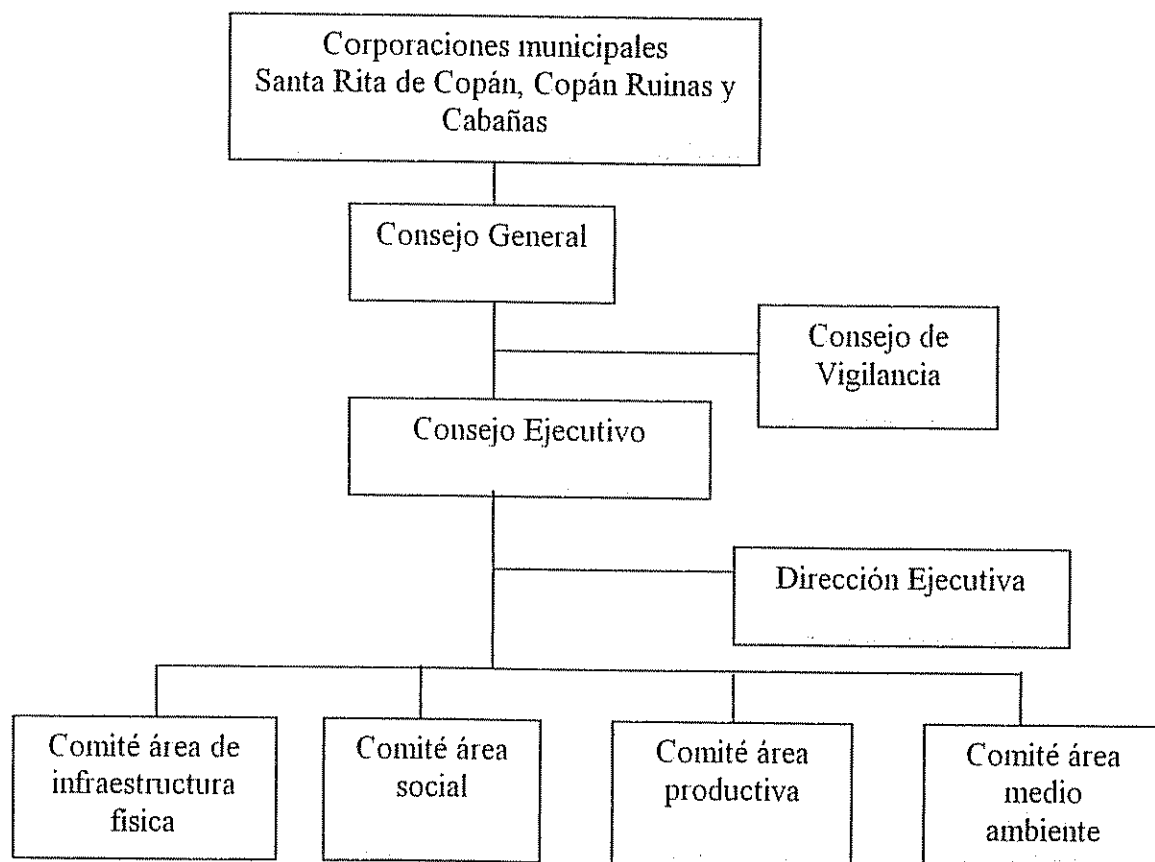 Corporaciones municipales
Santa Rita de Copán, Copán Ruinas y
Cabañas
Consejo General
Consejo de
Vigilancia
Consejo Ejecutivo
Dirección Ejecutiva
Comité área de
infraestructura
física
Comité área
social
Comité área
productiva
Comité área
medio
ambiente